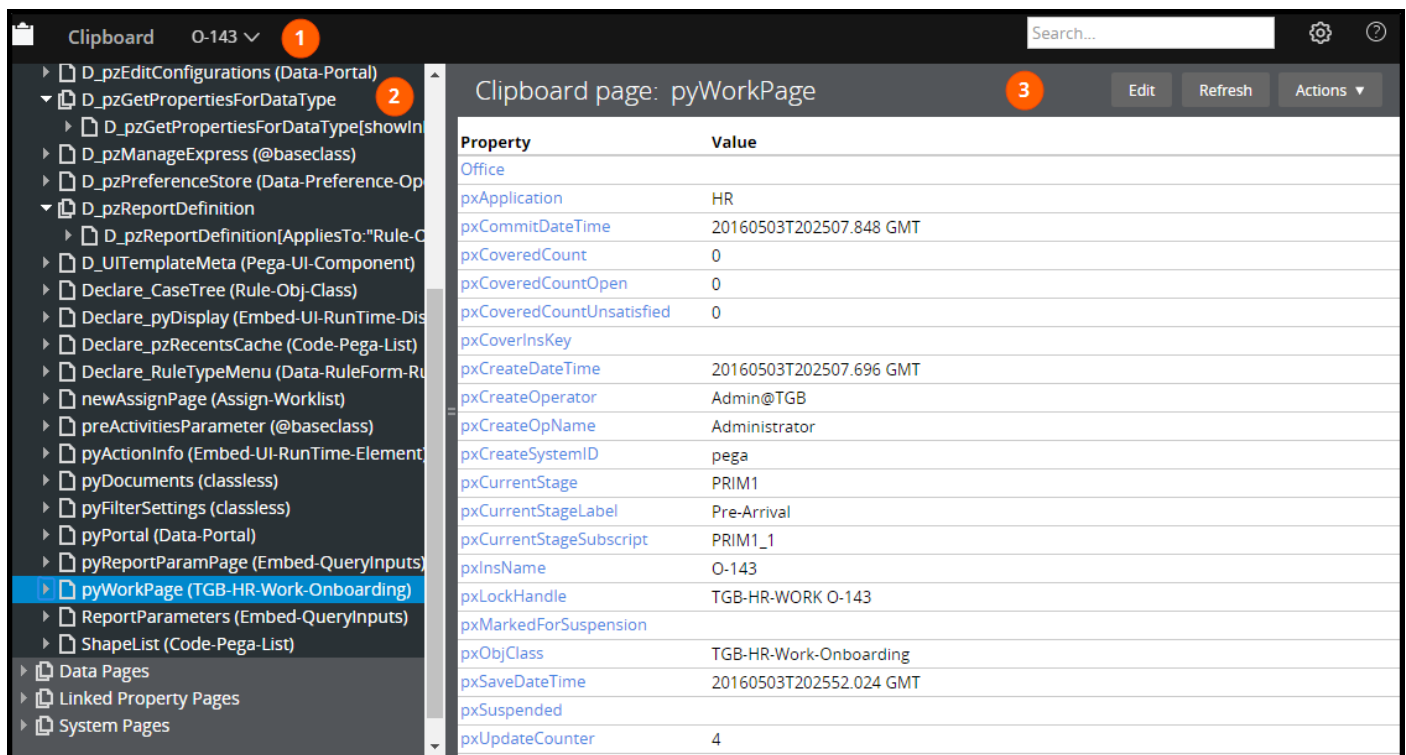 Clipboard O-143 1 Search...
D_pzEditConfigurations (Data-Portal)
D_pzGetPropertiesForDataType 2
D_pzGetPropertiesForDataType[showInl
D_pzManageExpress (@baseclass)
D_pzPreferenceStore (Data-Preference-Ope
D_pzReportDefinition
D_pzReportDefinition[AppliesTo:"Rule-O
D_UITemplateMeta (Pega-UI-Component)
Declare_CaseTree (Rule-Obj-Class)
Declare_pyDisplay (Embed-UI-RunTime-Dis
Declare_pzRecentsCache (Code-Pega-List)
Declare_RuleTypeMenu (Data-RuleForm-Ru
newAssignPage (Assign-Worklist)
preActivitiesParameter (@baseclass)
pyActionInfo (Embed-UI-RunTime-Element)
pyDocuments (classless)
pyFilterSettings (classless)
pyPortal (Data-Portal)
pyReportParamPage (Embed-QueryInputs)
pyWorkPage (TGB-HR-Work-Onboarding)
ReportParameters (Embed-QueryInputs)
ShapeList (Code-Pega-List)
Data Pages
Linked Property Pages
System Pages
Clipboard page: pyWorkPage 3 Edit Refresh Actions
Property Value
Office
pxApplication HR
pxCommitDateTime 20160503T202507.848 GMT
pxCoveredCount 0
pxCoveredCountOpen 0
pxCoveredCountUnsatisfied 0
pxCoverInsKey
pxCreateDateTime 20160503T202507.696 GMT
pxCreateOperator Admin@TGB
pxCreateOpName Administrator
pxCreateSystemID pega
pxCurrentStage PRIM1
pxCurrentStageLabel Pre-Arrival
pxCurrentStageSubscript PRIM1_1
pxInsName O-143
pxLockHandle TGB-HR-WORK O-143
pxMarkedForSuspension
pxObjClass TGB-HR-Work-Onboarding
pxSaveDateTime 20160503T202552.024 GMT
pxSuspended
pxUpdateCounter 4